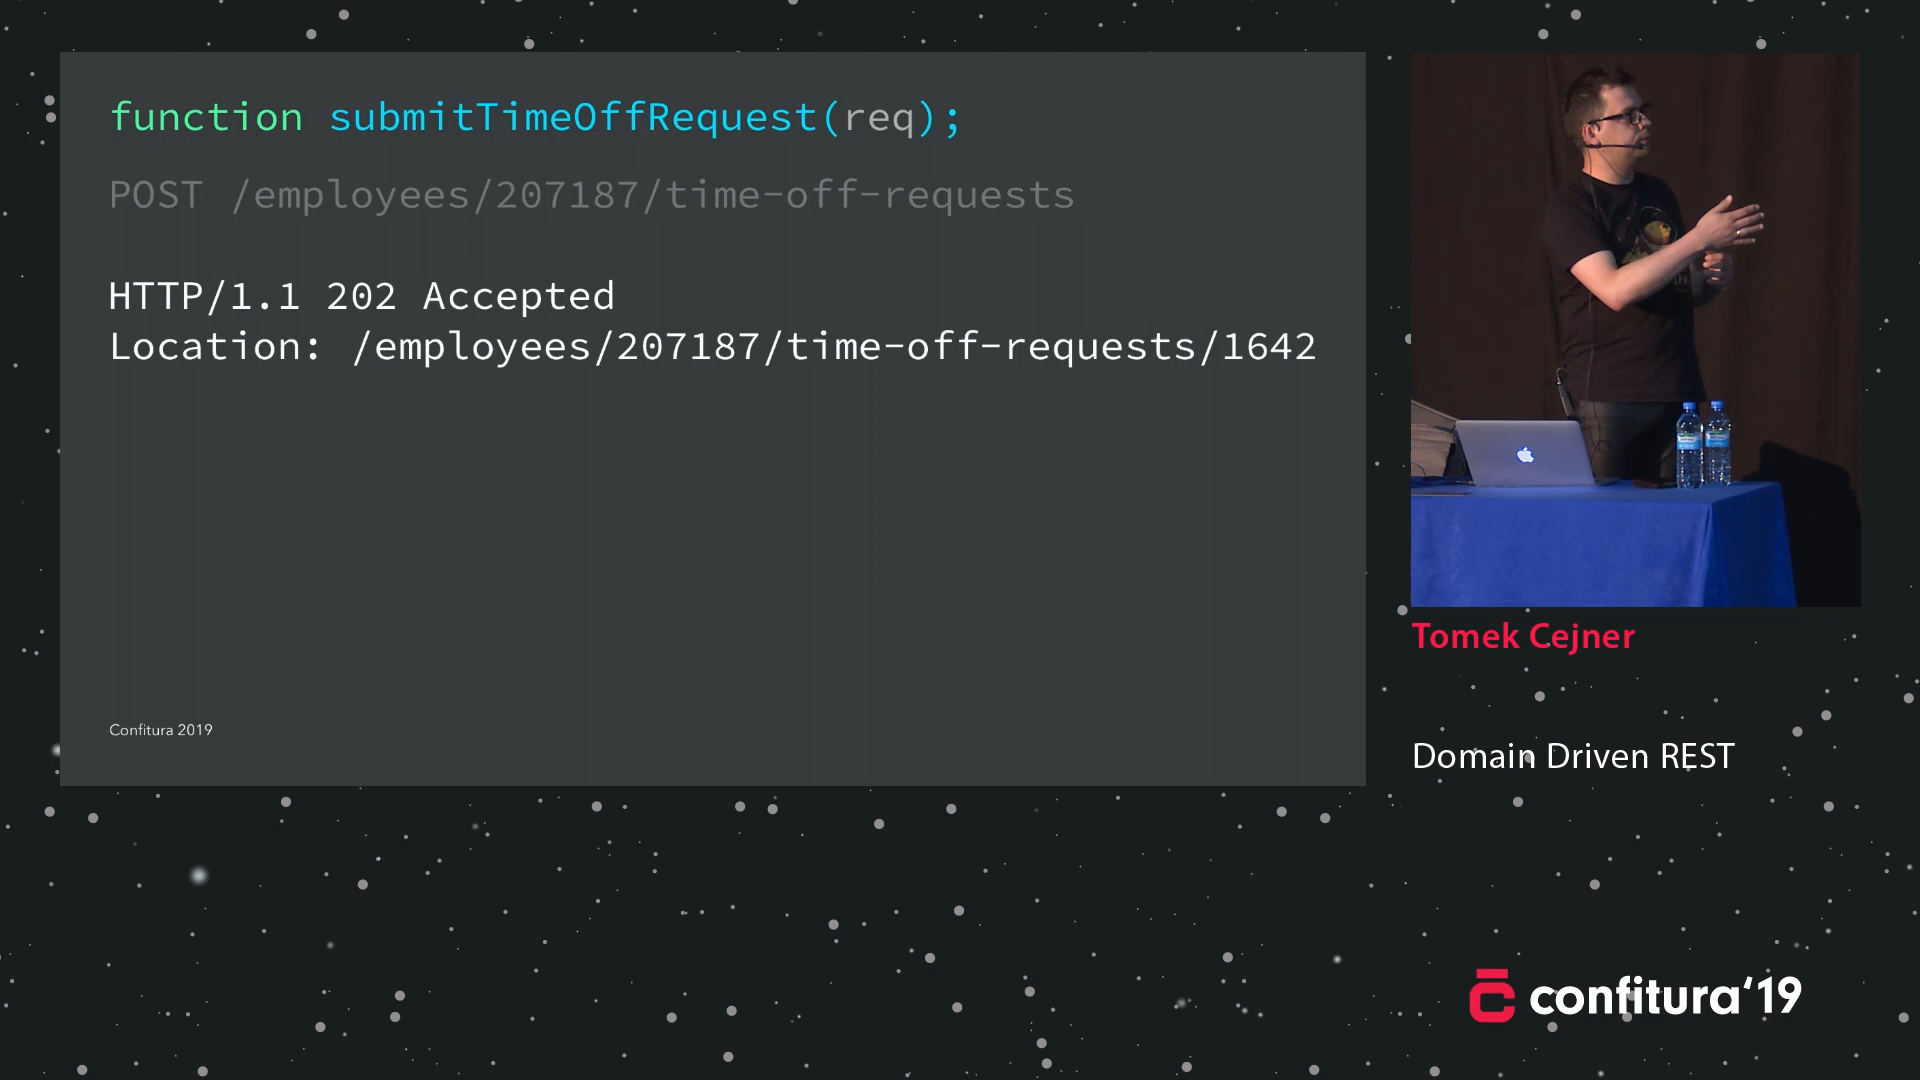 function submitTimeOffRequest(req);
POST /employees/207187/time-off-requests
HTTP/1.1 202 Accepted
Location: /employees/207187/time-off-requests/1642
Confitura 2019
Tomek Cejner
Domain Driven REST
confitura‘19